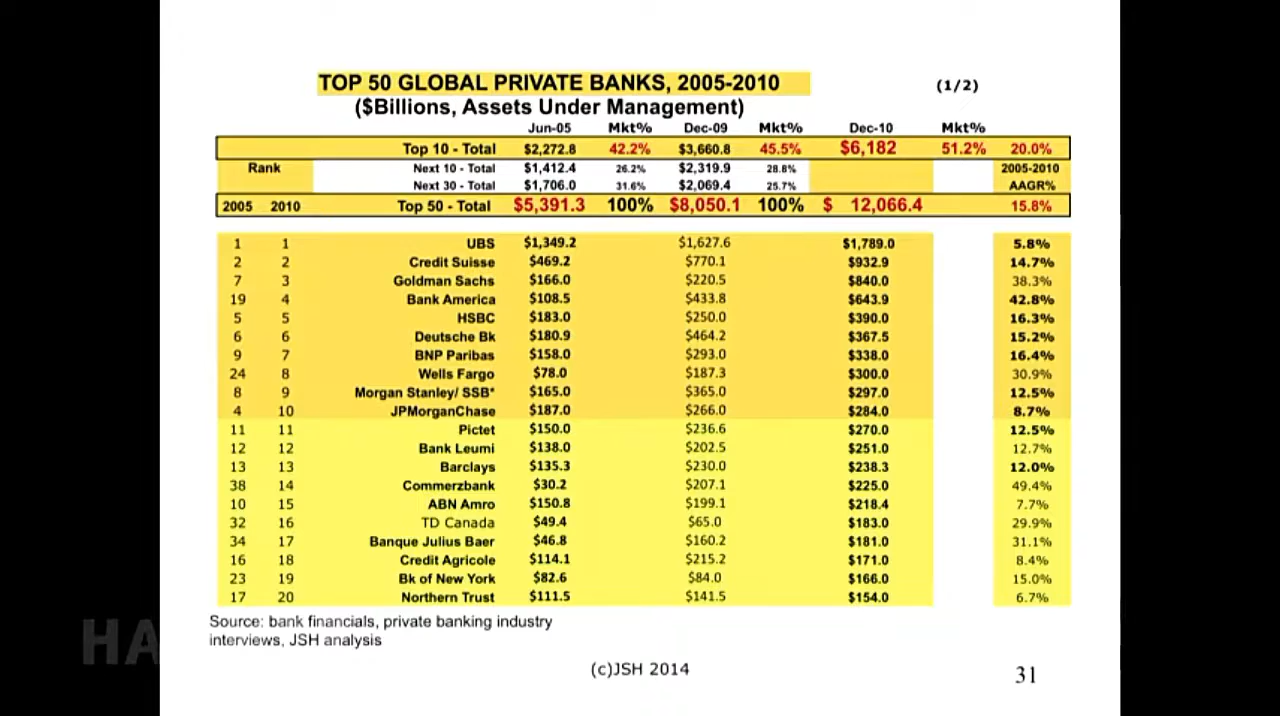 TOP 50 GLOBAL PRIVATE BANKS, 2005-2010 (1/2)
($Billions, Assets Under Management)
Jun-05 Mkt% Dec-09 Mkt% Dec-10 Mkt%
Top 10 - Total $2,272.8 42.2% $3,660.8 45.5% $6,182 51.2% 20.0%
Rank Next 10 - Total $1,412.4 26.2% $2,319.9 28.8% 2005-2010
Next 30 - Total $1,706.0 31.6% $2,069.4 25.7% AAGR%
2005 2010 Top 50 - Total $5,391.3 100% $8,050.1 100% $ 12,066.4 15.8%
1 1 UBS $1,349.2 $1,627.6 $1,789.0 5.8%
2 2 Credit Suisse $469.2 $770.1 $932.9 14.7%
7 3 Goldman Sachs $166.0 $220.5 $840.0 38.3%
19 4 Bank America $108.5 $433.8 $643.9 42.8%
5 5 HSBC $183.0 $250.0 $390.0 16.3%
6 6 Deutsche Bk $180.9 $464.2 $367.5 15.2%
9 7 BNP Paribas $158.0 $293.0 $338.0 16.4%
24 8 Wells Fargo $78.0 $187.3 $300.0 30.9%
8 9 Morgan Stanley/ SSB* $165.0 $365.0 $297.0 12.5%
4 10 JPMorganChase $187.0 $266.0 $284.0 8.7%
11 11 Pictet $150.0 $236.6 $270.0 12.5%
12 12 Bank Leumi $138.0 $202.5 $251.0 12.7%
13 13 Barclays $135.3 $230.0 $238.3 12.0%
38 14 Commerzbank $30.2 $207.1 $225.0 49.4%
10 15 ABN Amro $150.8 $199.1 $218.4 7.7%
32 16 TD Canada $49.4 $65.0 $183.0 29.9%
34 17 Banque Julius Baer $46.8 $160.2 $181.0 31.1%
16 18 Credit Agricole $114.1 $215.2 $171.0 8.4%
23 19 Bk of New York $82.6 $84.0 $166.0 15.0%
17 20 Northern Trust $111.5 $141.5 $154.0 6.7%
Source: bank financials, private banking industry
interviews, JSH analysis
HA
(c)JSH 2014
31